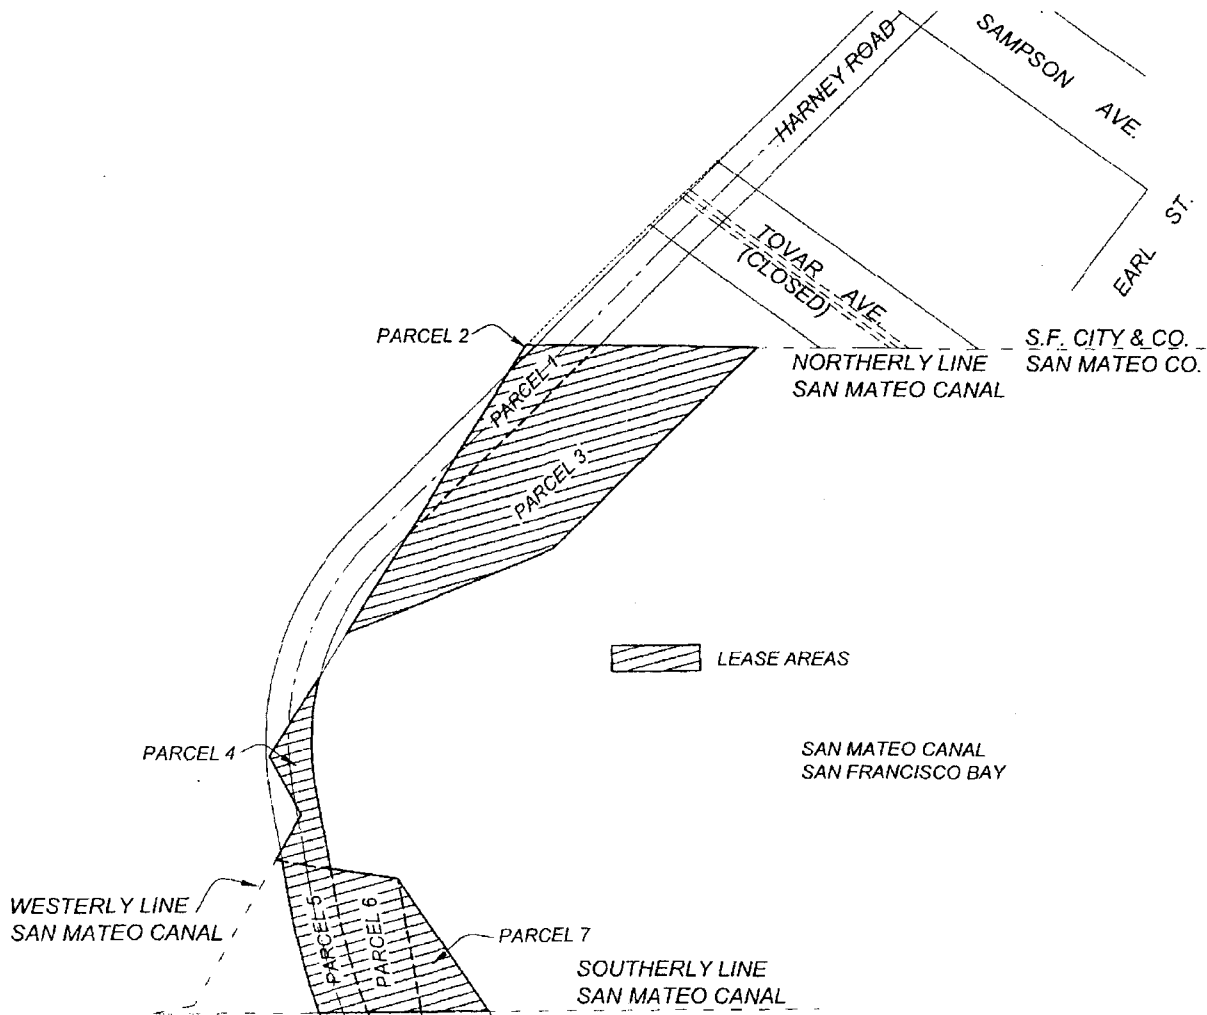 SAMPSON AVE.
HARNEY ROAD
EARL ST.
TOVAR AVE.
(CLOSED)
PARCEL 2
S.F. CITY & CO.
SAN MATEO CO.
NORTHERLY LINE
SAN MATEO CANAL
PARCEL 1
PARCEL 3
LEASE AREAS
PARCEL 4
SAN MATEO CANAL
SAN FRANCISCO BAY
WESTERLY LINE
SAN MATEO CANAL
PARCEL 5
PARCEL 6
PARCEL 7
SOUTHERLY LINE
SAN MATEO CANAL